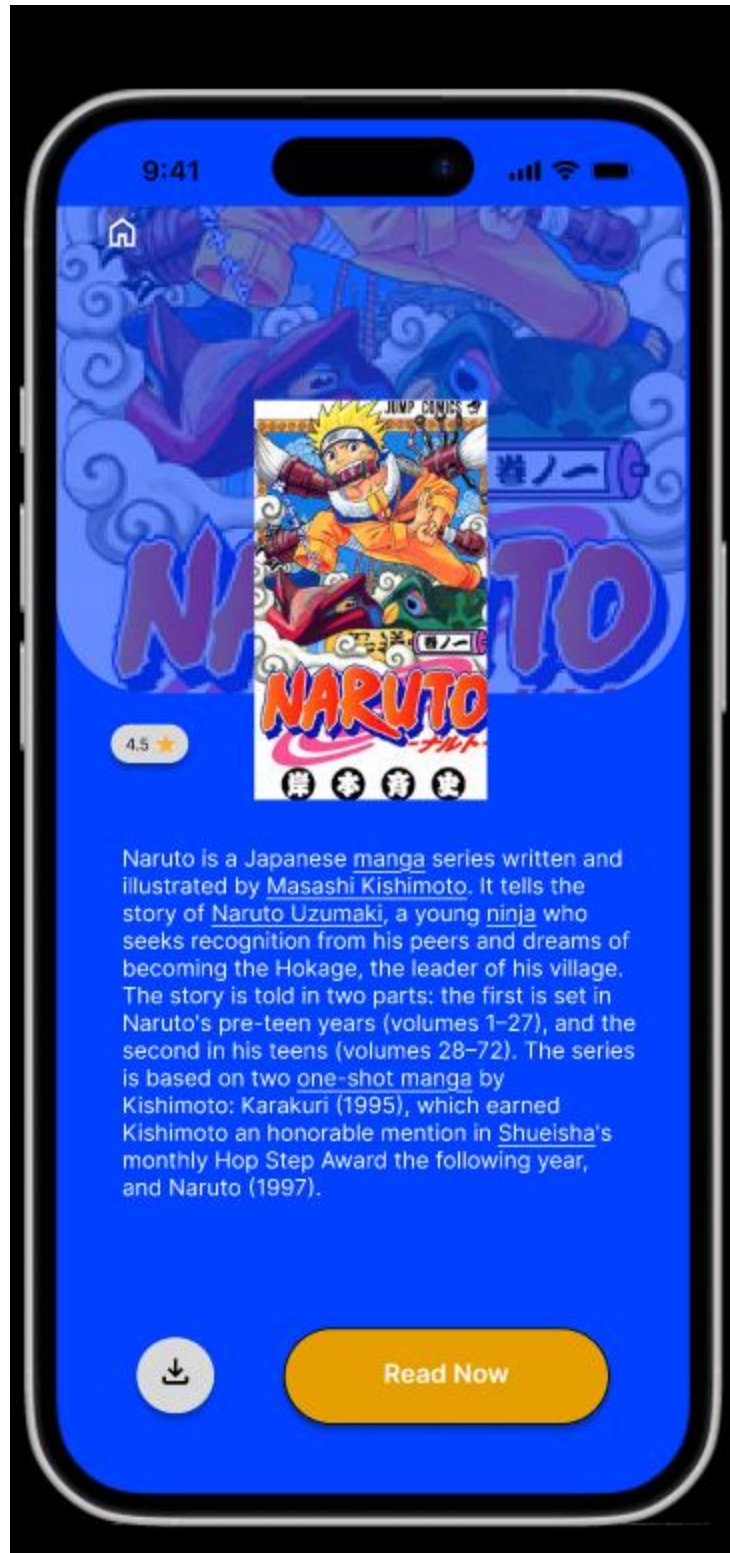 9:41
巻ノ一
NA
TO
JUMP COMICS
巻ノ一
NARUTO
-ナルト-
岸本斉史
4.5
Naruto is a Japanese manga series written and
illustrated by Masashi Kishimoto. It tells the
story of Naruto Uzumaki, a young ninja who
seeks recognition from his peers and dreams of
becoming the Hokage, the leader of his village.
The story is told in two parts: the first is set in
Naruto's pre-teen years (volumes 1–27), and the
second in his teens (volumes 28–72). The series
is based on two one-shot manga by
Kishimoto: Karakuri (1995), which earned
Kishimoto an honorable mention in Shueisha's
monthly Hop Step Award the following year,
and Naruto (1997).
Read Now